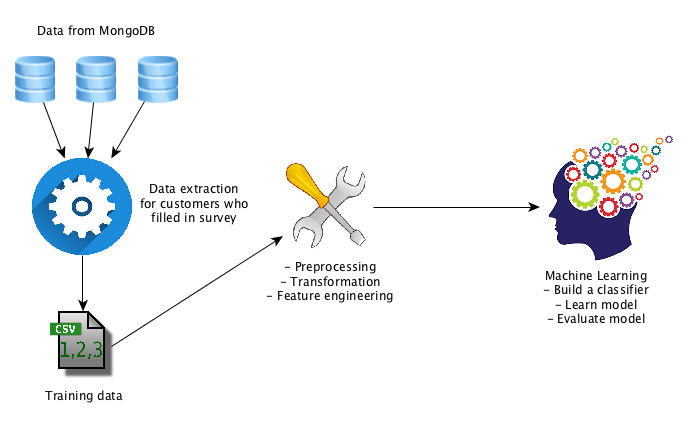 Data from MongoDB
Data extraction
for customers who
filled in survey
CSV
1,2,3
Training data
- Preprocessing
- Transformation
- Feature engineering
Machine Learning
- Build a classifier
- Learn model
- Evaluate model